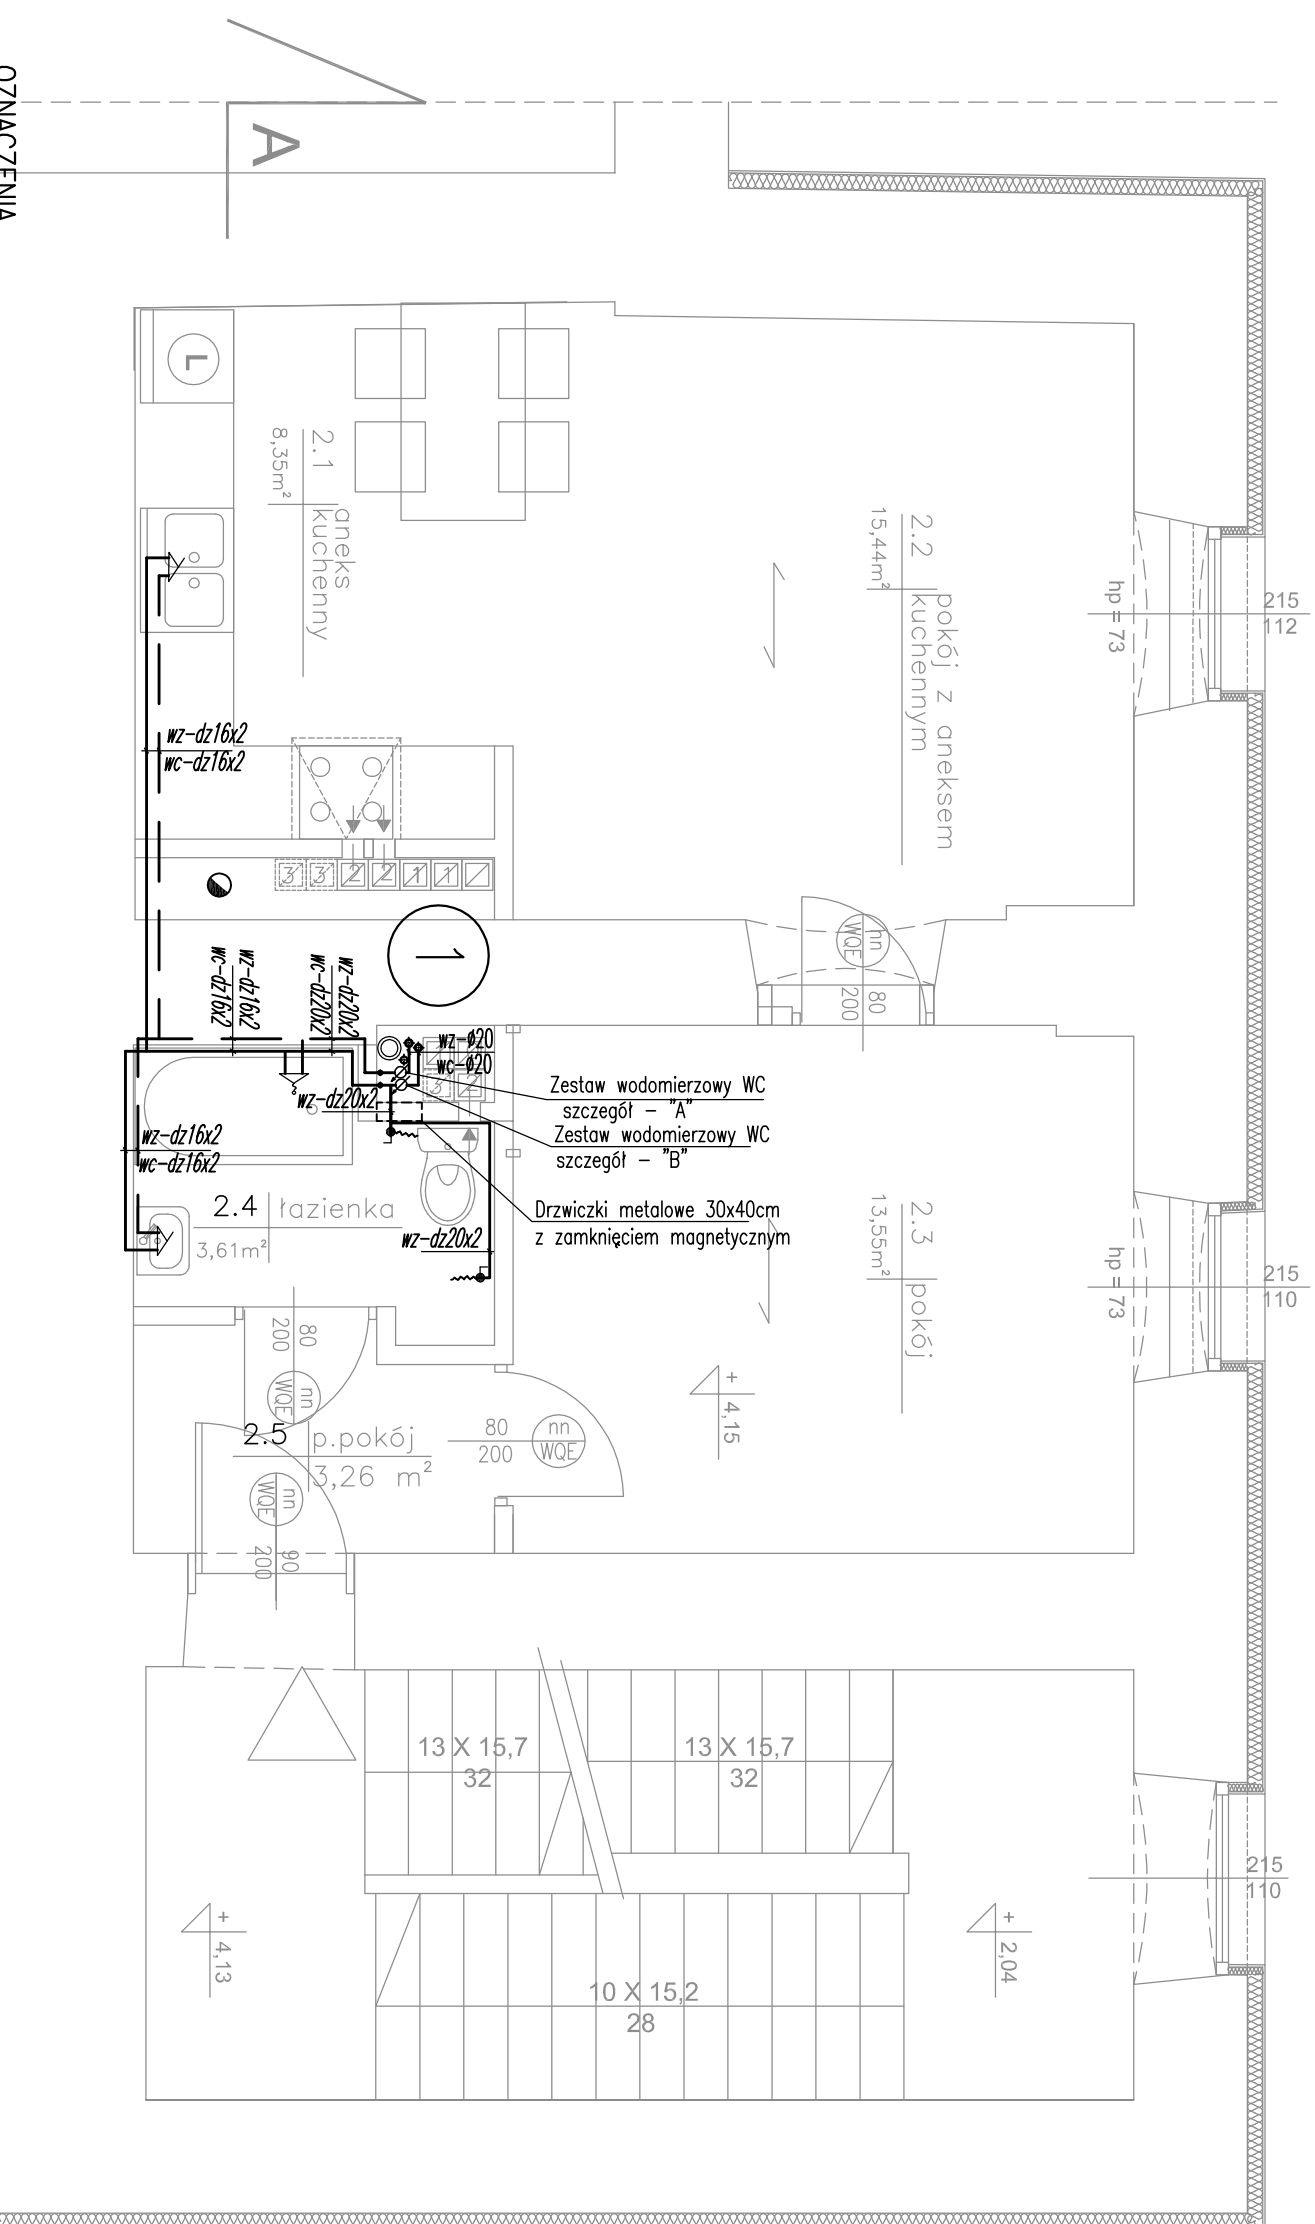 OZNACZENIA
A
L
2.1
aneks
kuchenny
8,35m²
2.2
pokój z aneksem
kuchennym
15,44m²
hp = 73
215
112
wz-dz16x2
wc-dz16x2
3
3
2
2
1
1
1
nn
WQE
80
200
wz-dz16x2
wc-dz16x2
wz-dz20x2
wc-dz20x2
wz-ø20
wc-ø20
3
2
wz-dz20x2
Zestaw wodomierzowy WC
szczegół - "A"
Zestaw wodomierzowy WC
szczegół - "B"
Drzwiczki metalowe 30x40cm
z zamknięciem magnetycznym
wz-dz16x2
wc-dz16x2
2.4 łazienka
3,61m²
wz-dz20x2
2.3
pokój
13,55m²
hp = 73
215
110
80
200
nn
WQE
+
4,15
2.5 p.pokój
3,26 m²
80
200
nn
WQE
nn
WQE
90
200
13 X 15,7
32
13 X 15,7
32
215
110
+
4,13
+
2,04
10 X 15,2
28